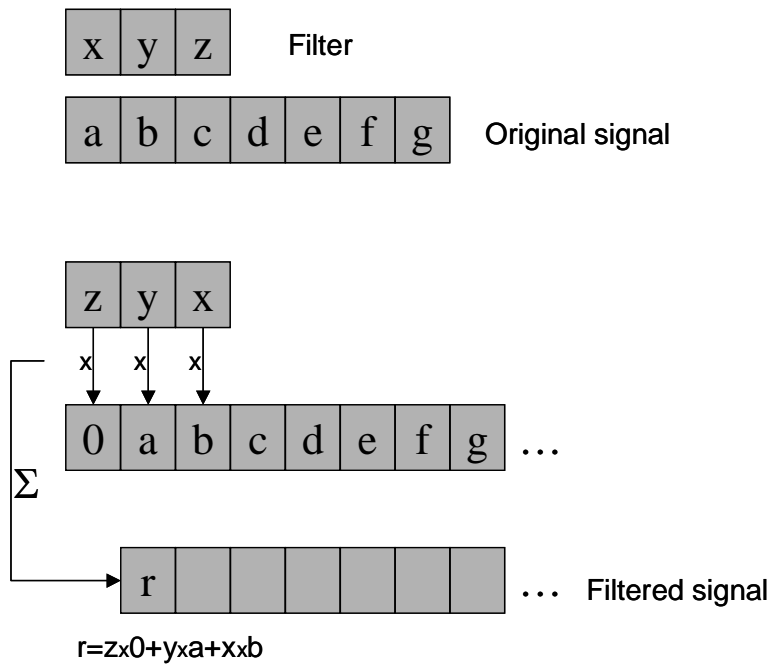 x y z Filter
a b c d e f g Original signal
z y x
x x x
0 a b c d e f g ...
Σ
r ... Filtered signal
r=zx0+yxa+xxb